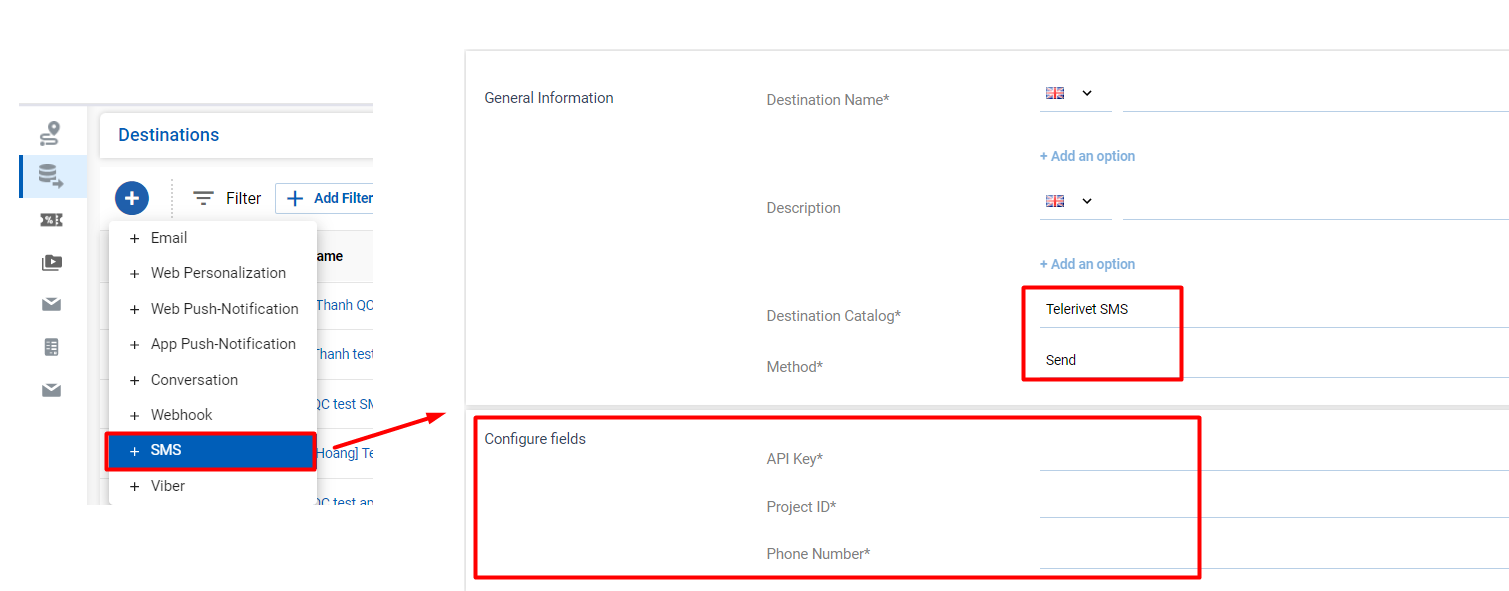 Destinations
Filter
Add Filter
Email
Web Personalization
Web Push-Notification
App Push-Notification
Conversation
Webhook
SMS
Viber
ame
Thanh QC
Thanh test
QC test SM
Hoang] Te
QC test an
General Information
Destination Name*
+ Add an option
Description
+ Add an option
Destination Catalog*
Telerivet SMS
Method*
Send
Configure fields
API Key*
Project ID*
Phone Number*